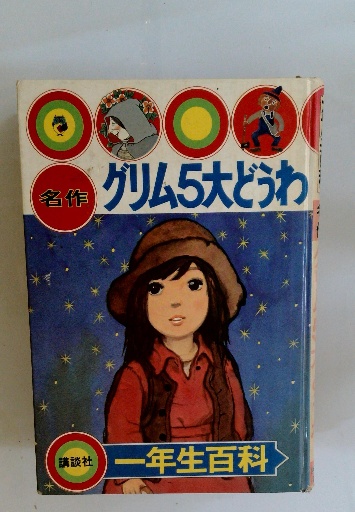 名作
グリム5大どうわ
講談社
一年生百科